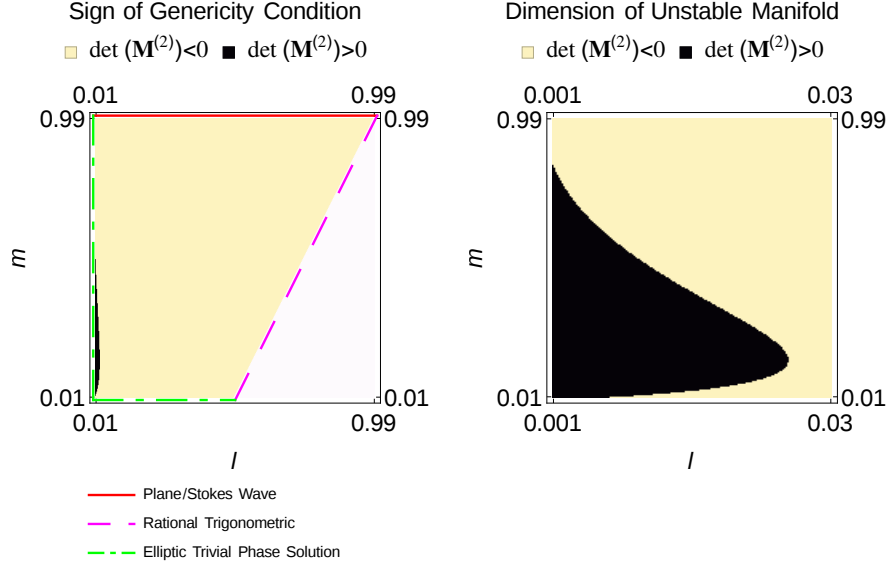 Sign of Genericity Condition
det (M⁽²⁾)<0 det (M⁽²⁾)>0
0.01 0.99
0.99 0.99
m
0.01 0.01
0.01 0.99
l
Plane/Stokes Wave
Rational Trigonometric
Elliptic Trivial Phase Solution
Dimension of Unstable Manifold
det (M⁽²⁾)<0 det (M⁽²⁾)>0
0.001 0.03
0.99 0.99
m
0.01 0.01
0.001 0.03
l